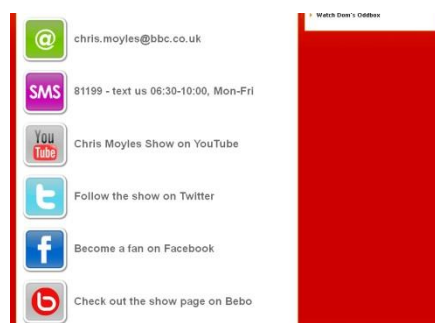 Watch Dom's Oddbox
@
chris.moyles@bbc.co.uk
SMS
81199 - text us 06:30-10:00, Mon-Fri
You
Tube
Chris Moyles Show on YouTube
t
Follow the show on Twitter
f
Become a fan on Facebook
b
Check out the show page on Bebo